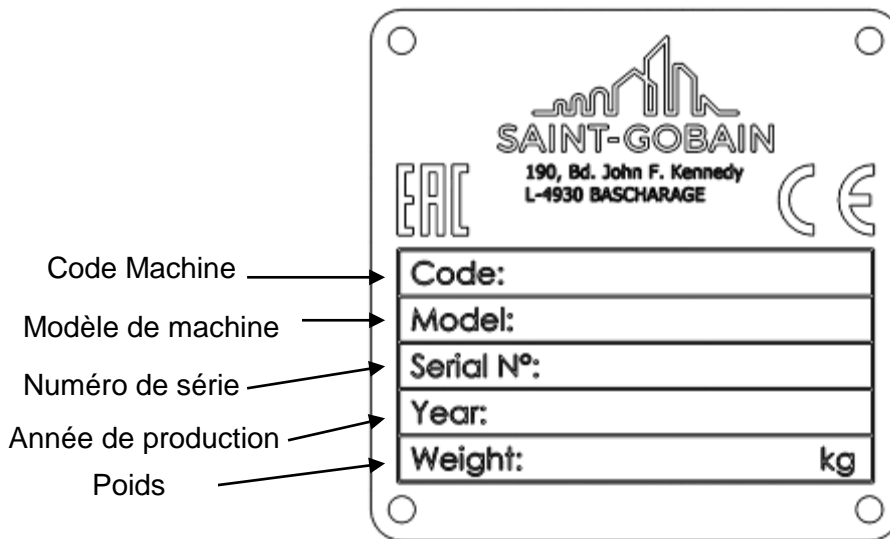 SAINT-GOBAIN
190, Bd. John F. Kennedy
L-4930 BASCHARAGE
EAC
CE
Code Machine
Code:
Modèle de machine
Model:
Numéro de série
Serial Nº:
Année de production
Year:
Poids
Weight: kg